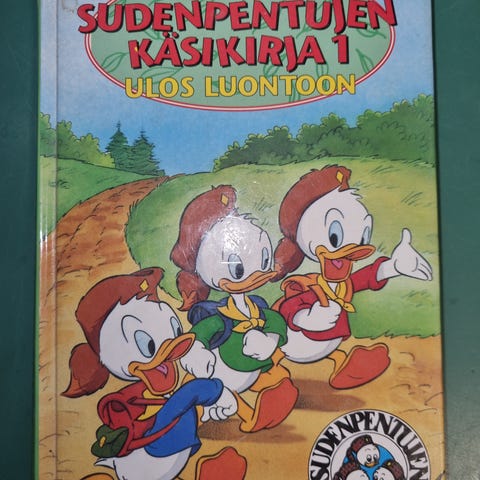 SUDENPENTUJEN
KÄSIKIRJA 1
ULOS LUONTOON
SUDENPENTUJEN